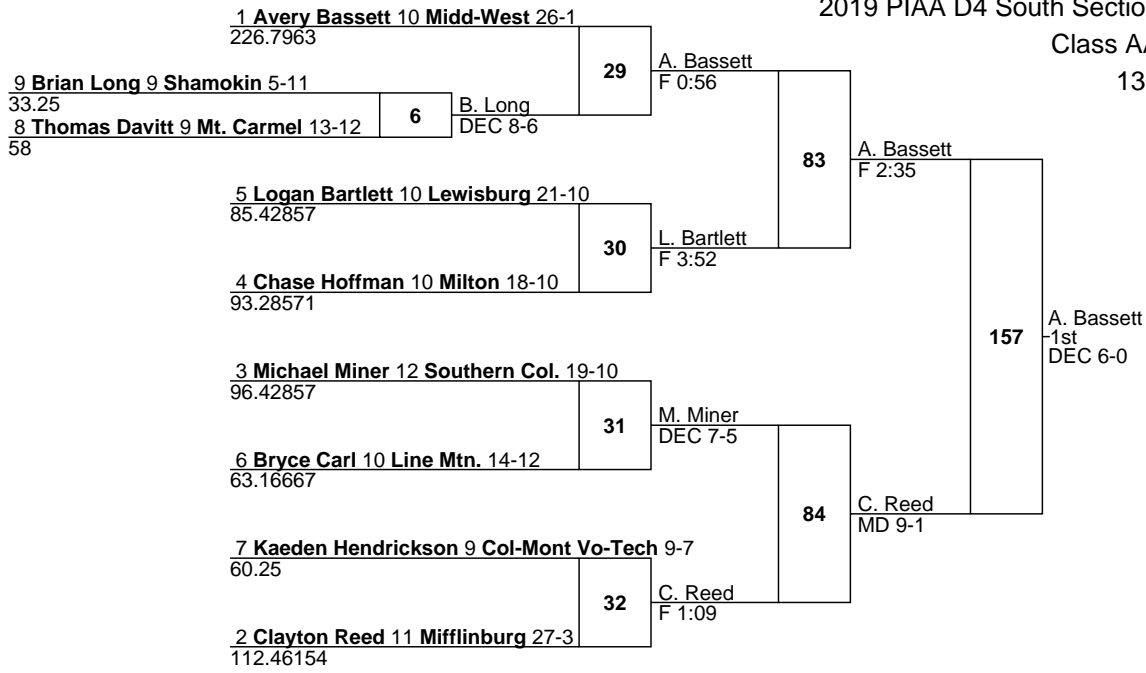 2019 PIAA D4 South Sectio
Class A
13
1 Avery Bassett 10 Midd-West 26-1
226.7963
29
A. Bassett
F 0:56
9 Brian Long 9 Shamokin 5-11
33.25
6
B. Long
DEC 8-6
8 Thomas Davitt 9 Mt. Carmel 13-12
58
83
A. Bassett
F 2:35
5 Logan Bartlett 10 Lewisburg 21-10
85.42857
30
L. Bartlett
F 3:52
4 Chase Hoffman 10 Milton 18-10
93.28571
157
A. Bassett
1st
DEC 6-0
3 Michael Miner 12 Southern Col. 19-10
96.42857
31
M. Miner
DEC 7-5
6 Bryce Carl 10 Line Mtn. 14-12
63.16667
84
C. Reed
MD 9-1
7 Kaeden Hendrickson 9 Col-Mont Vo-Tech 9-7
60.25
32
C. Reed
F 1:09
2 Clayton Reed 11 Mifflinburg 27-3
112.46154